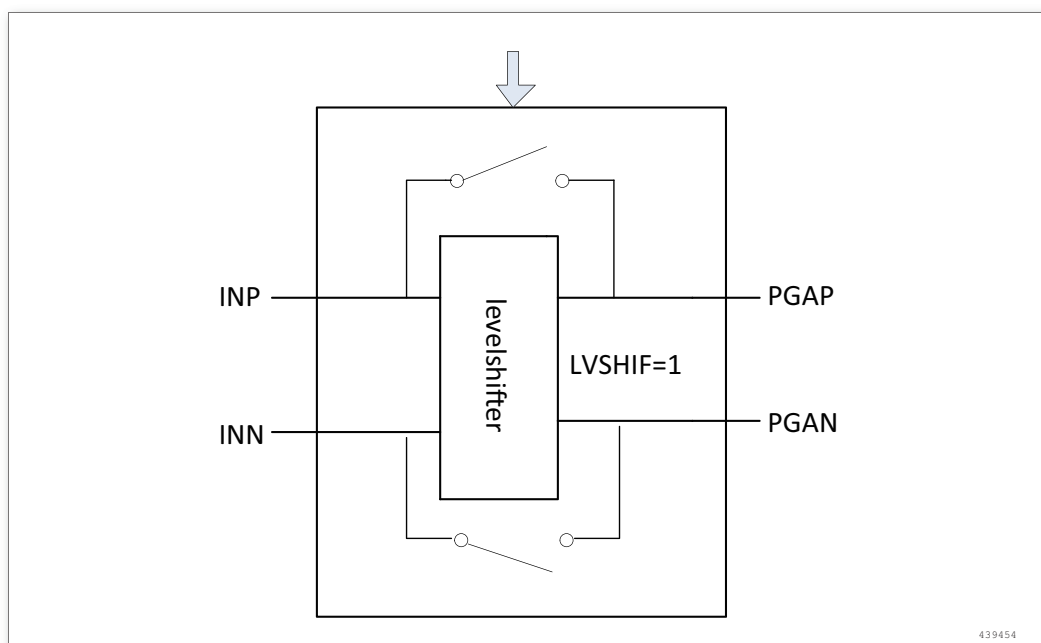 INP
PGAP
levelshifter
LVSHIF=1
INN
PGAN
439454